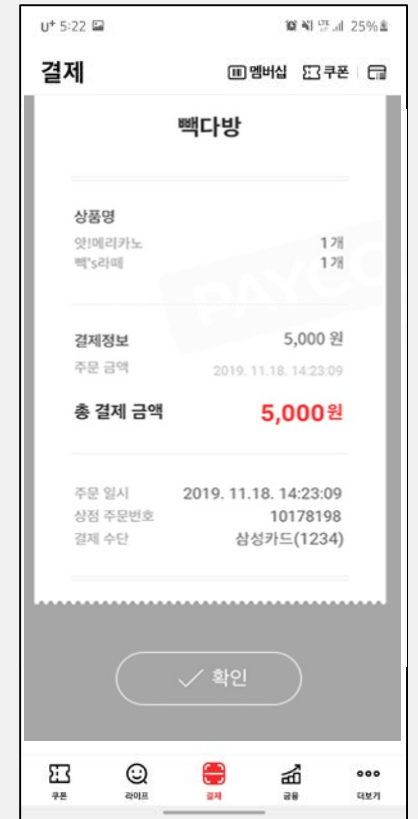 U⁺ 5:22 25%
결제 멤버십 쿠폰
빽다방
상품명
앗!메리카노 1개
빽's라떼 1개
PAYCO
결제정보 5,000 원
주문 금액 2019. 11.18. 14:23:09
총 결제 금액 5,000원
주문 일시 2019. 11.18. 14:23:09
상점 주문번호 10178198
결제 수단 삼성카드(1234)
확인
쿠폰 라이프 결제 금융 더보기